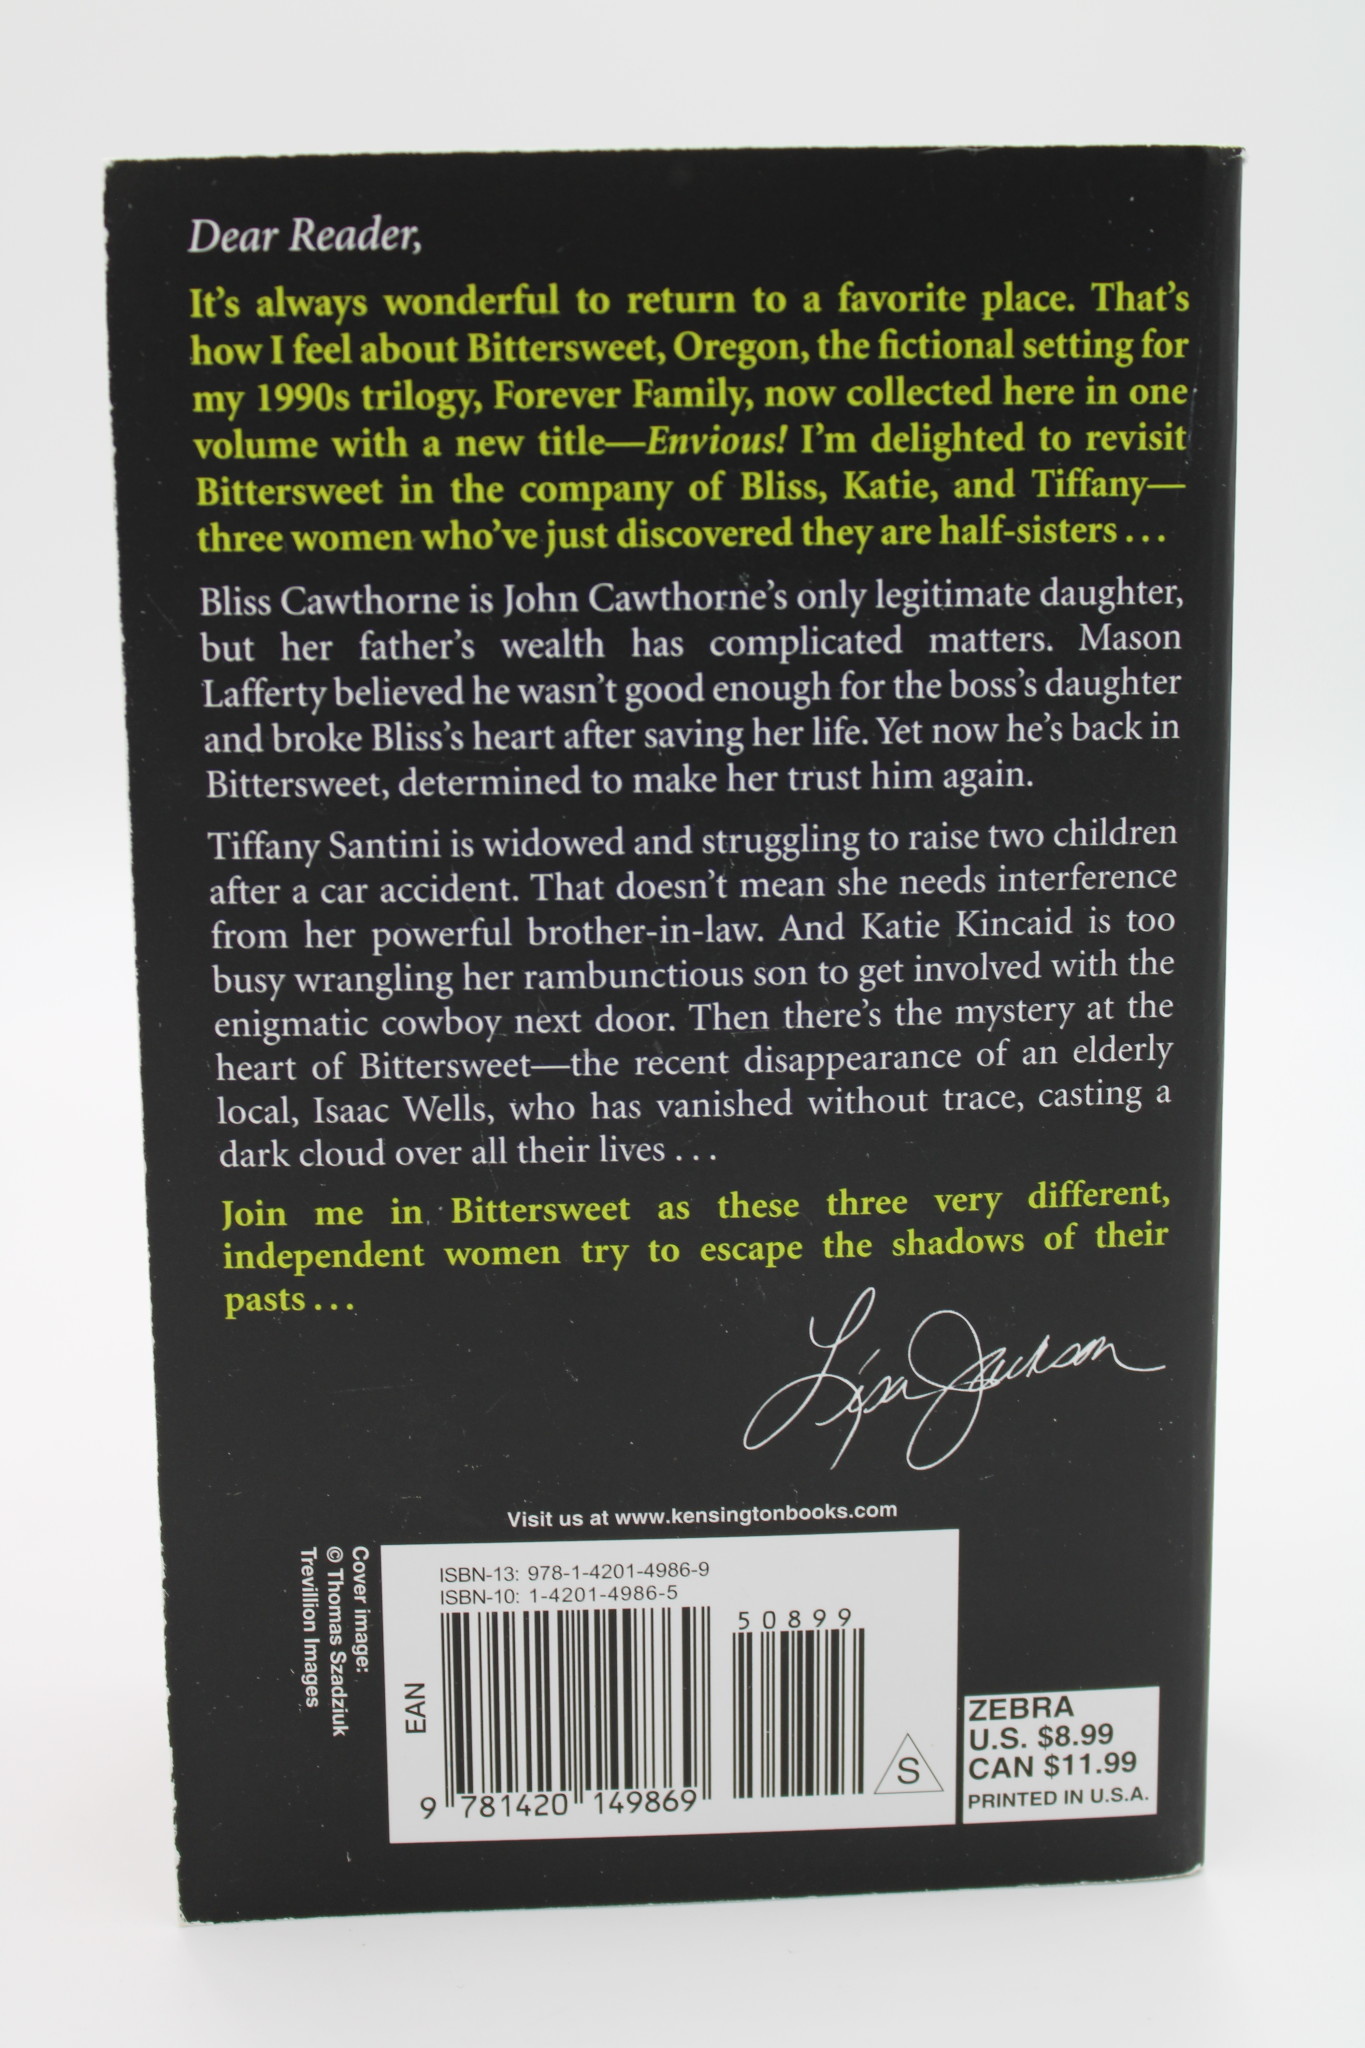 Dear Reader,
It's always wonderful to return to a favorite place. That's
how I feel about Bittersweet, Oregon, the fictional setting for
my 1990s trilogy, Forever Family, now collected here in one
volume with a new title—Envious! I'm delighted to revisit
Bittersweet in the company of Bliss, Katie, and Tiffany—
three women who've just discovered they are half-sisters . . .
Bliss Cawthorne is John Cawthorne's only legitimate daughter,
but her father's wealth has complicated matters. Mason
Lafferty believed he wasn't good enough for the boss's daughter
and broke Bliss's heart after saving her life. Yet now he's back in
Bittersweet, determined to make her trust him again.
Tiffany Santini is widowed and struggling to raise two children
after a car accident. That doesn't mean she needs interference
from her powerful brother-in-law. And Katie Kincaid is too
busy wrangling her rambunctious son to get involved with the
enigmatic cowboy next door. Then there's the mystery at the
heart of Bittersweet—the recent disappearance of an elderly
local, Isaac Wells, who has vanished without trace, casting a
dark cloud over all their lives . . .
Join me in Bittersweet as these three very different,
independent women try to escape the shadows of their
pasts . . .
Lisa Jackson
Visit us at www.kensingtonbooks.com
Cover image:
© Thomas Szadziuk
Trevillion Images
ISBN-13: 978-1-4201-4986-9
ISBN-10: 1-4201-4986-5
50899
EAN
9 781420 149869
S
ZEBRA
U.S. $8.99
CAN $11.99
PRINTED IN U.S.A.